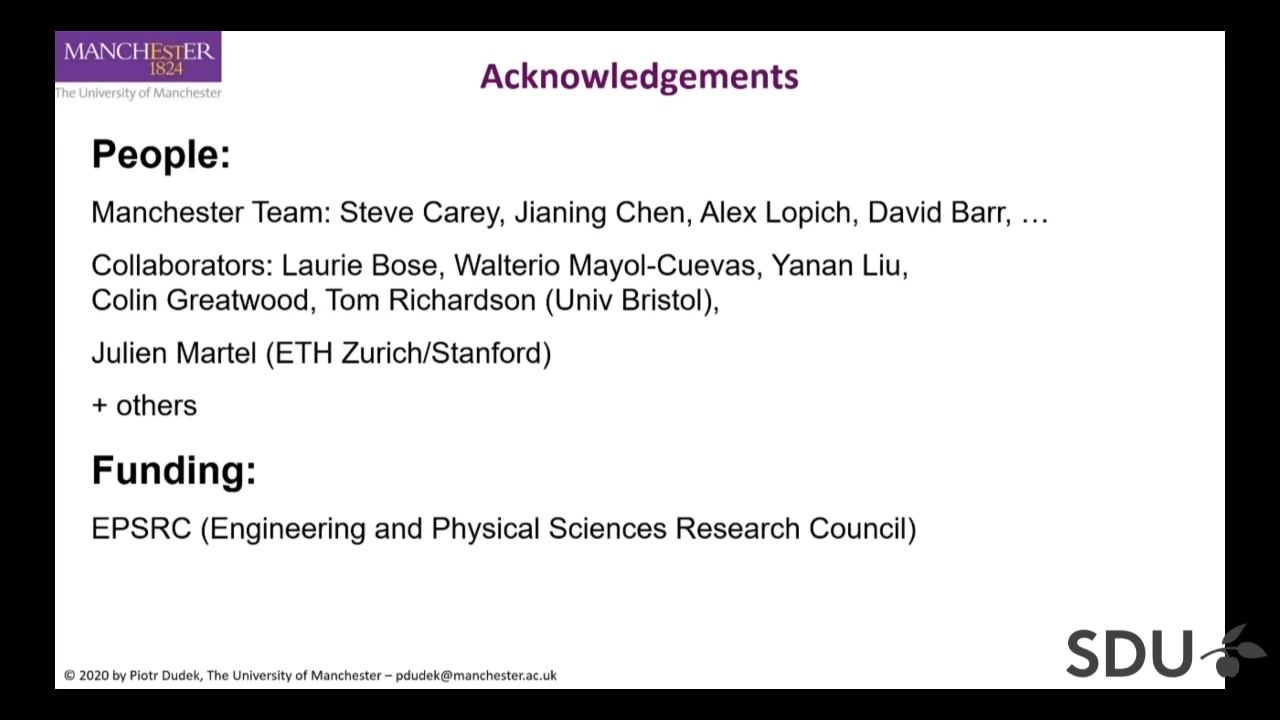 MANCHESTER
1824
The University of Manchester
Acknowledgements
People:
Manchester Team: Steve Carey, Jianing Chen, Alex Lopich, David Barr, …
Collaborators: Laurie Bose, Walterio Mayol-Cuevas, Yanan Liu,
Colin Greatwood, Tom Richardson (Univ Bristol),
Julien Martel (ETH Zurich/Stanford)
+ others
Funding:
EPSRC (Engineering and Physical Sciences Research Council)
© 2020 by Piotr Dudek, The University of Manchester – pdudek@manchester.ac.uk
SDU